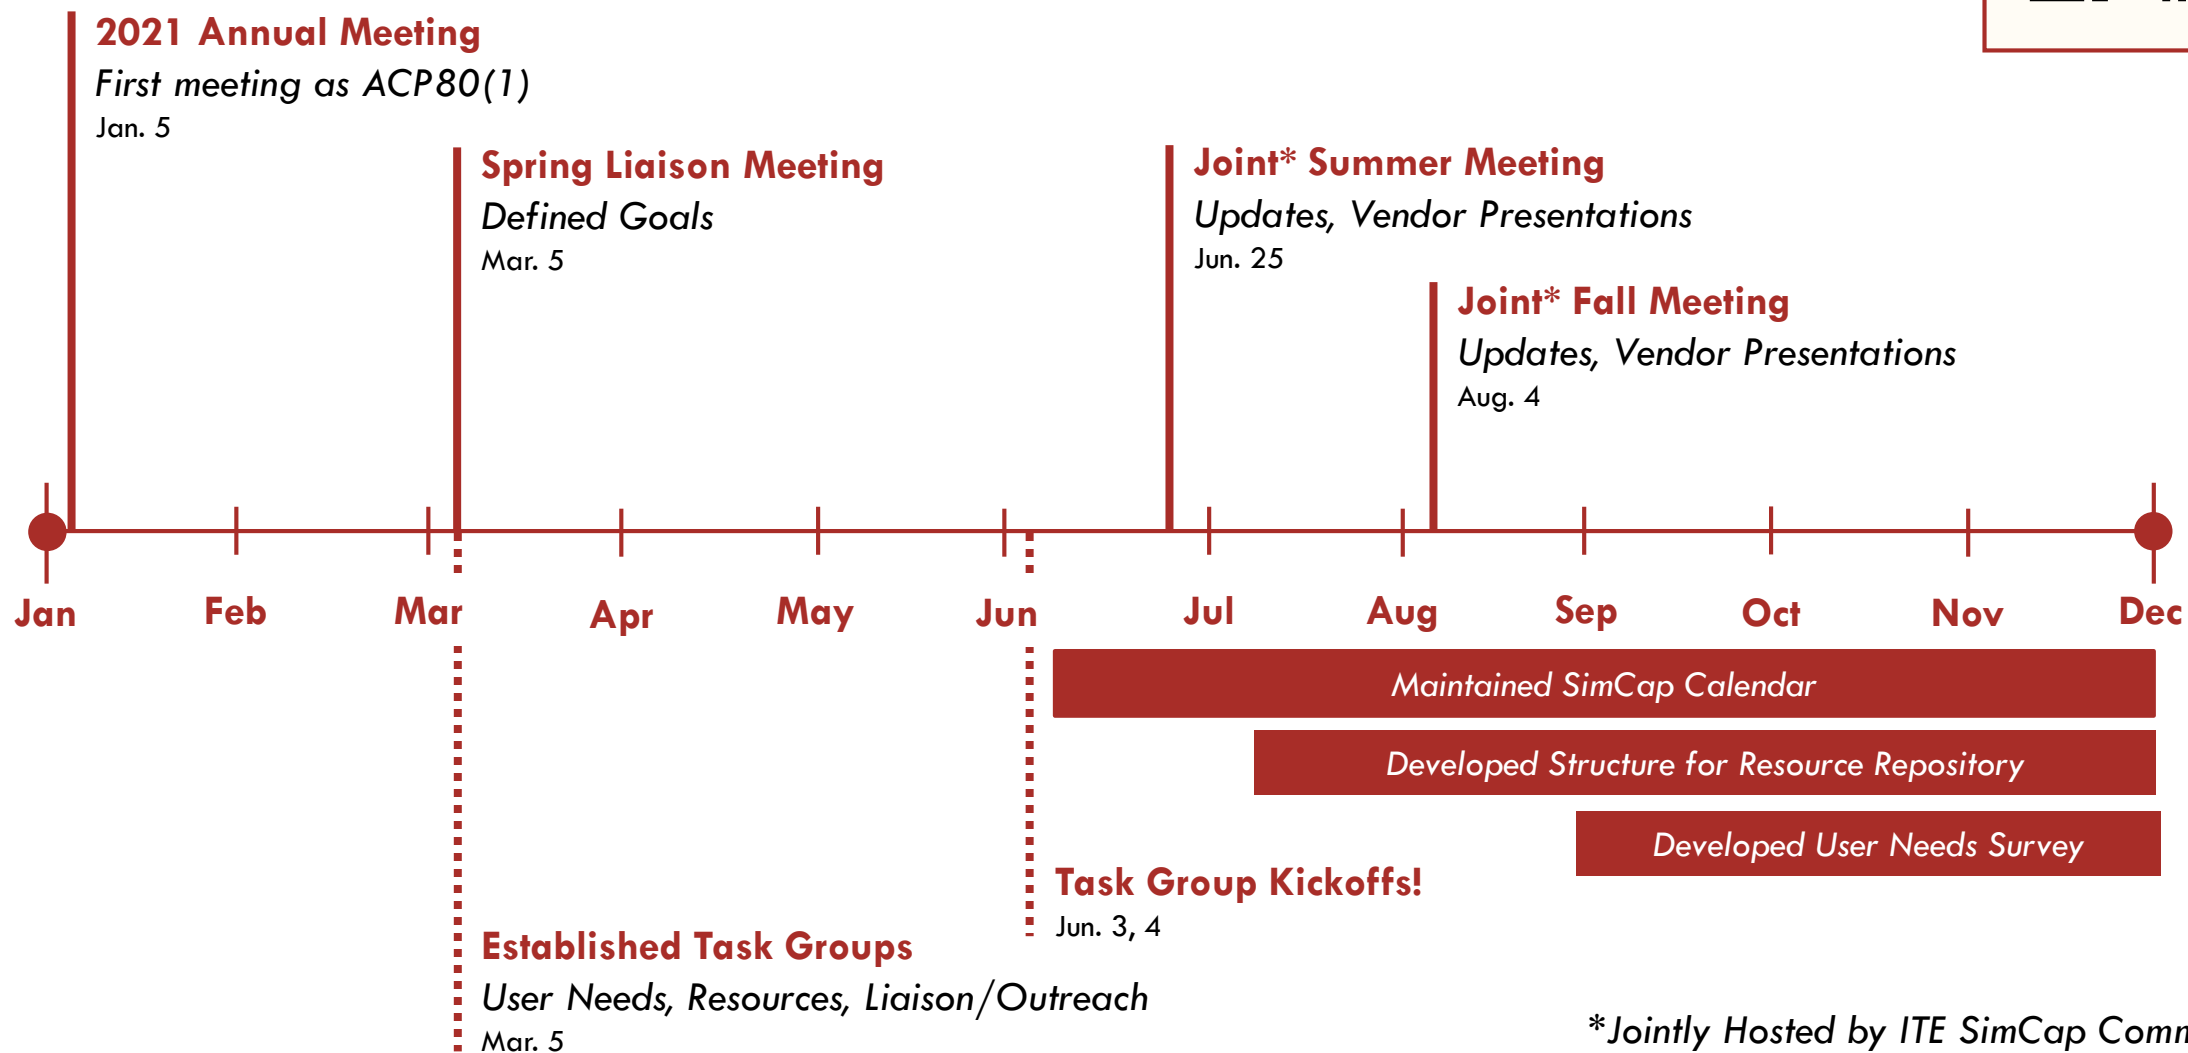 2021 Annual Meeting
First meeting as ACP80(1)
Jan. 5
Spring Liaison Meeting
Defined Goals
Mar. 5
Joint* Summer Meeting
Updates, Vendor Presentations
Jun. 25
Joint* Fall Meeting
Updates, Vendor Presentations
Aug. 4
Jan Feb Mar Apr May Jun Jul Aug Sep Oct Nov Dec
Maintained SimCap Calendar
Developed Structure for Resource Repository
Developed User Needs Survey
Task Group Kickoffs!
Jun. 3, 4
Established Task Groups
User Needs, Resources, Liaison/Outreach
Mar. 5
*Jointly Hosted by ITE SimCap